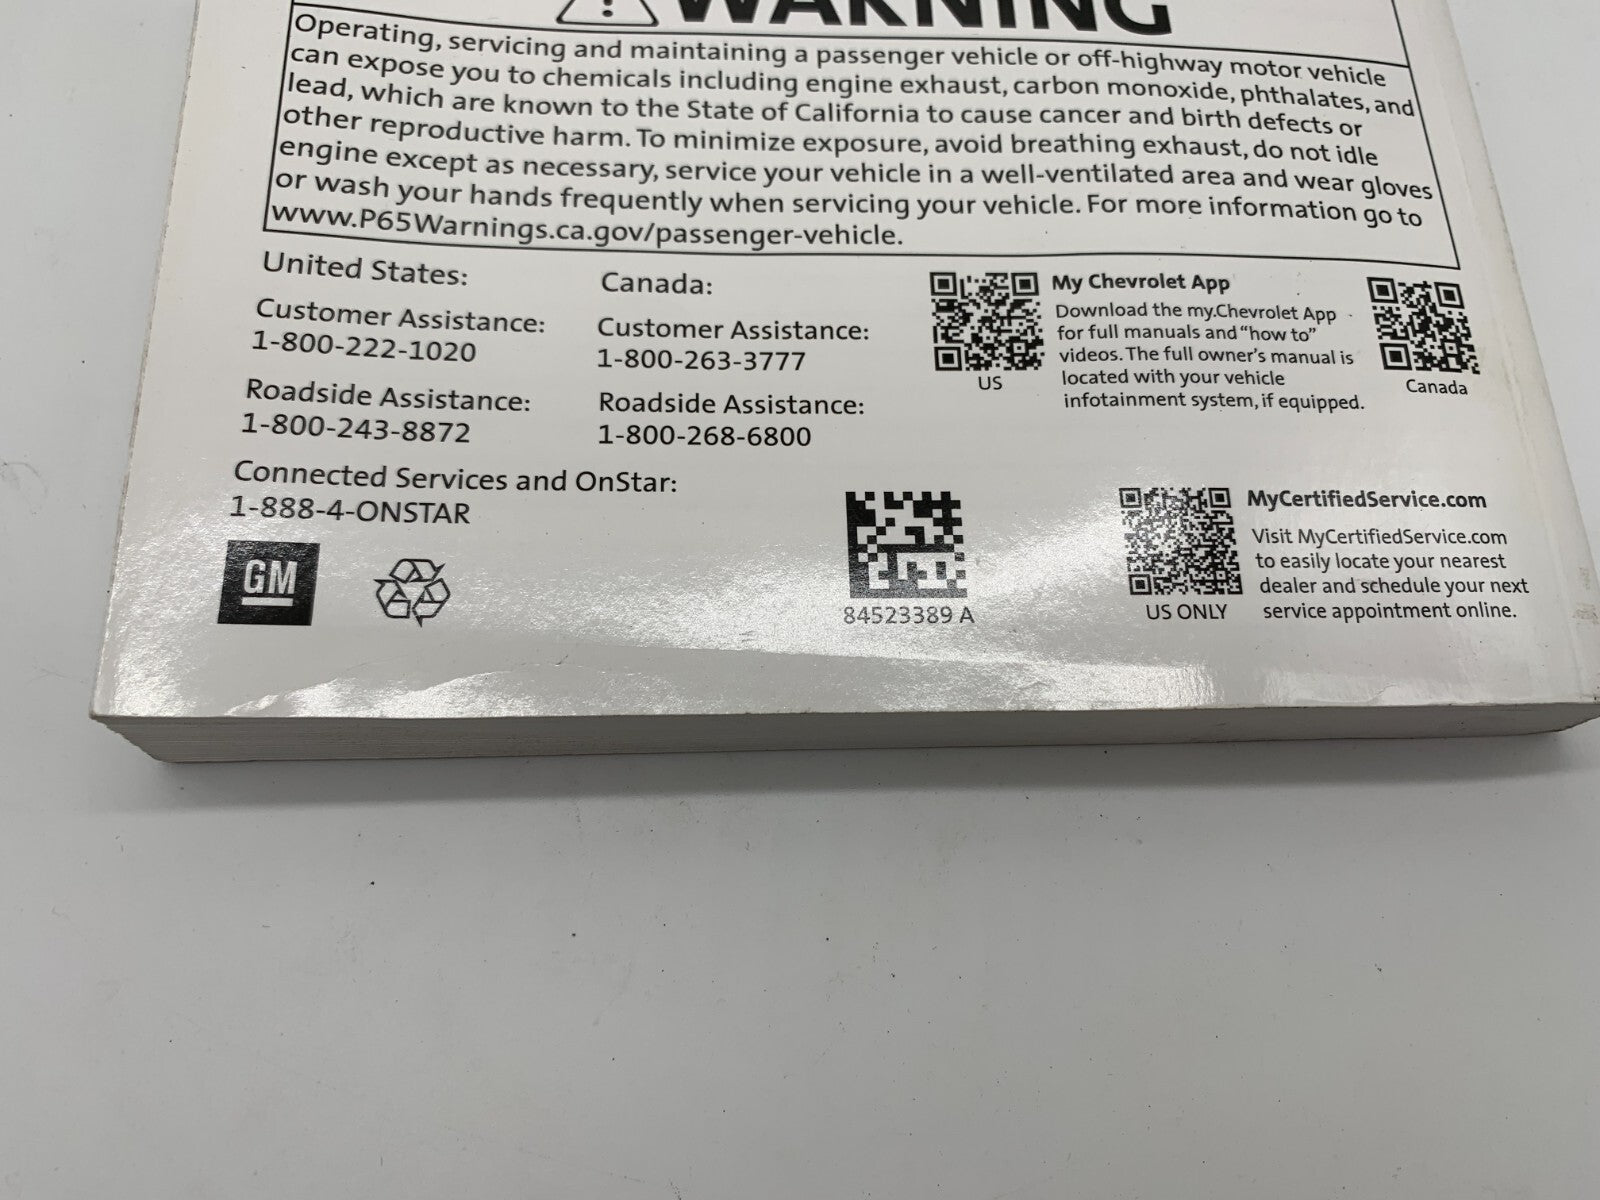 WARNING
Operating, servicing and maintaining a passenger vehicle or off-highway motor vehicle
can expose you to chemicals including engine exhaust, carbon monoxide, phthalates, and
lead, which are known to the State of California to cause cancer and birth defects or
other reproductive harm. To minimize exposure, avoid breathing exhaust, do not idle
engine except as necessary, service your vehicle in a well-ventilated area and wear gloves
or wash your hands frequently when servicing your vehicle. For more information go to
www.P65Warnings.ca.gov/passenger-vehicle.
United States:
Customer Assistance:
1-800-222-1020
Roadside Assistance:
1-800-243-8872
Canada:
Customer Assistance:
1-800-263-3777
Roadside Assistance:
1-800-268-6800
Connected Services and OnStar:
1-888-4-ONSTAR
US
My Chevrolet App
Download the my.Chevrolet App
for full manuals and "how to"
videos. The full owner's manual is
located with your vehicle
infotainment system, if equipped.
Canada
GM
84523389 A
US ONLY
MyCertifiedService.com
Visit MyCertifiedService.com
to easily locate your nearest
dealer and schedule your next
service appointment online.